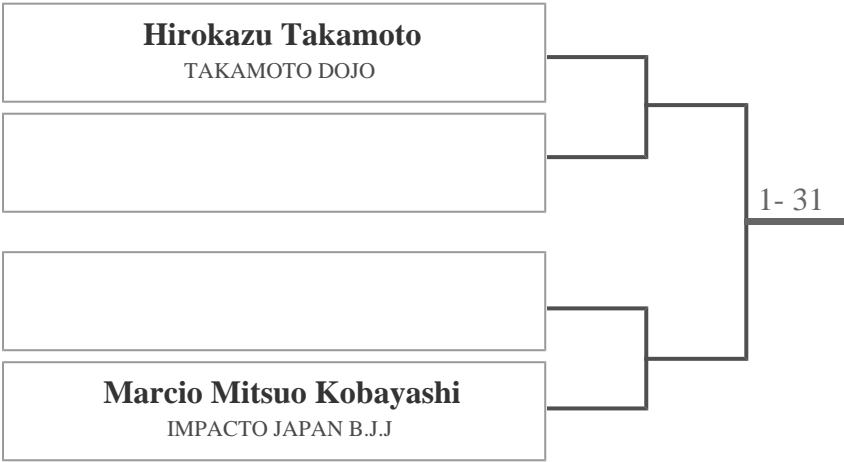 Hirokazu Takamoto
TAKAMOTO DOJO
1- 31
Marcio Mitsuo Kobayashi
IMPACTO JAPAN B.J.J